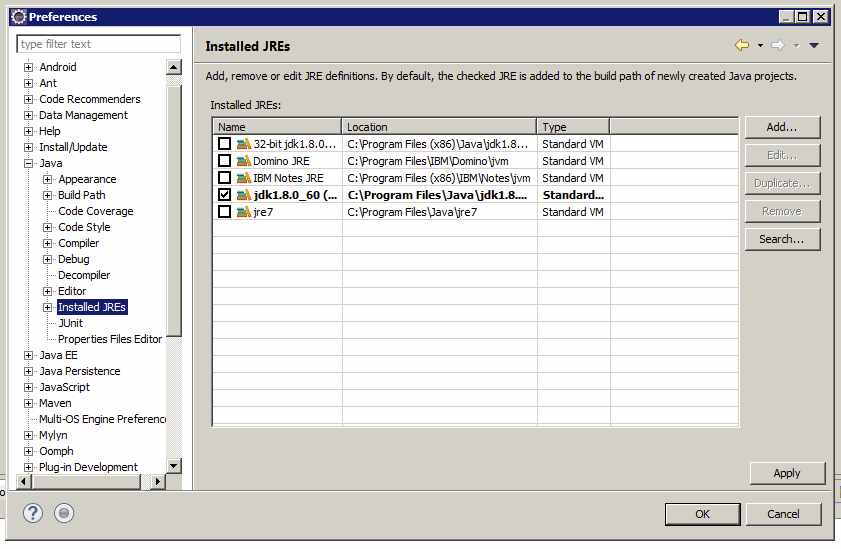 Preferences
type filter text
Installed JREs
Android
Ant
Code Recommenders
Data Management
Help
Install/Update
Java
Appearance
Build Path
Code Coverage
Code Style
Compiler
Debug
Decompiler
Editor
Installed JREs
JUnit
Properties Files Editor
Java EE
Java Persistence
JavaScript
Maven
Multi-OS Engine Preference
Mylyn
Oomph
Plug-in Development
Add, remove or edit JRE definitions. By default, the checked JRE is added to the build path of newly created Java projects.
Installed JREs:
Name Location Type
32-bit jdk1.8.0... C:\Program Files (x86)\Java\jdk1.8... Standard VM
Domino JRE C:\Program Files\IBM\Domino\jvm Standard VM
IBM Notes JRE C:\Program Files (x86)\IBM\Notes\jvm Standard VM
jdk1.8.0_60 (... C:\Program Files\Java\jdk1.8.... Standard...
jre7 C:\Program Files\Java\jre7 Standard VM
Add...
Edit...
Duplicate...
Remove
Search...
Apply
OK
Cancel